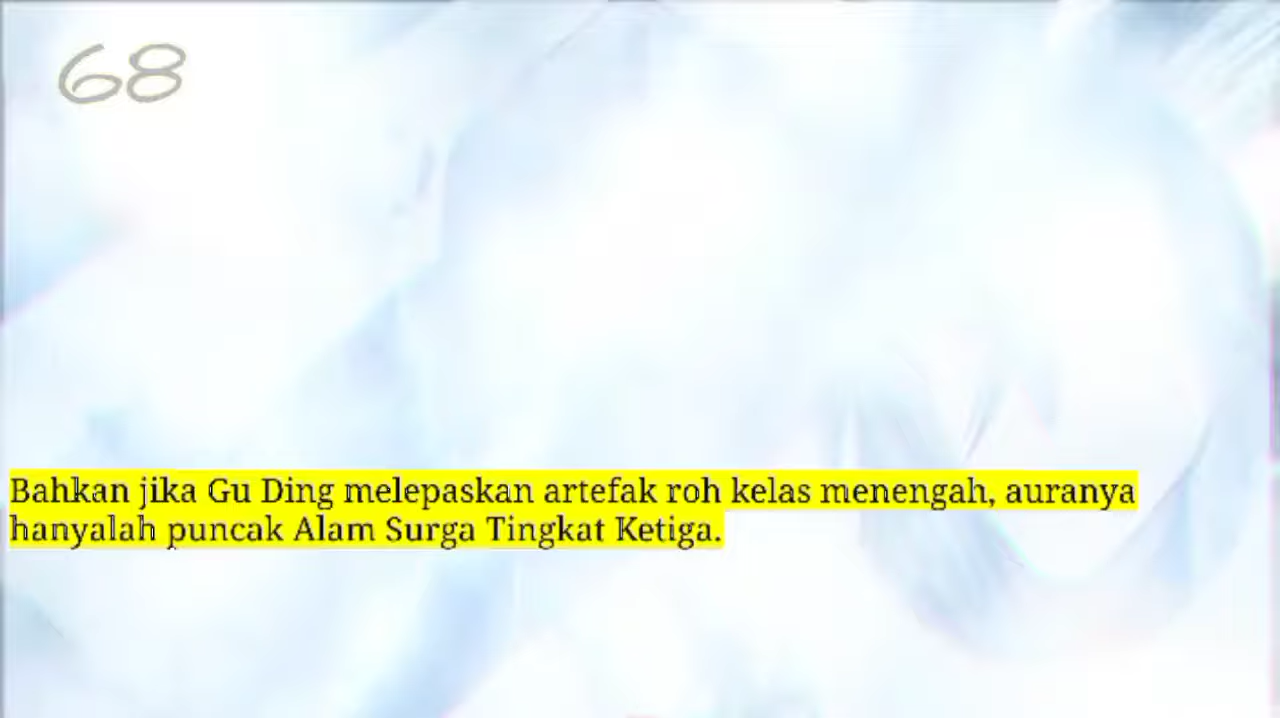 68
Bahkan jika Gu Ding melepaskan artefak roh kelas menengah, auranya
hanyalah puncak Alam Surga Tingkat Ketiga.